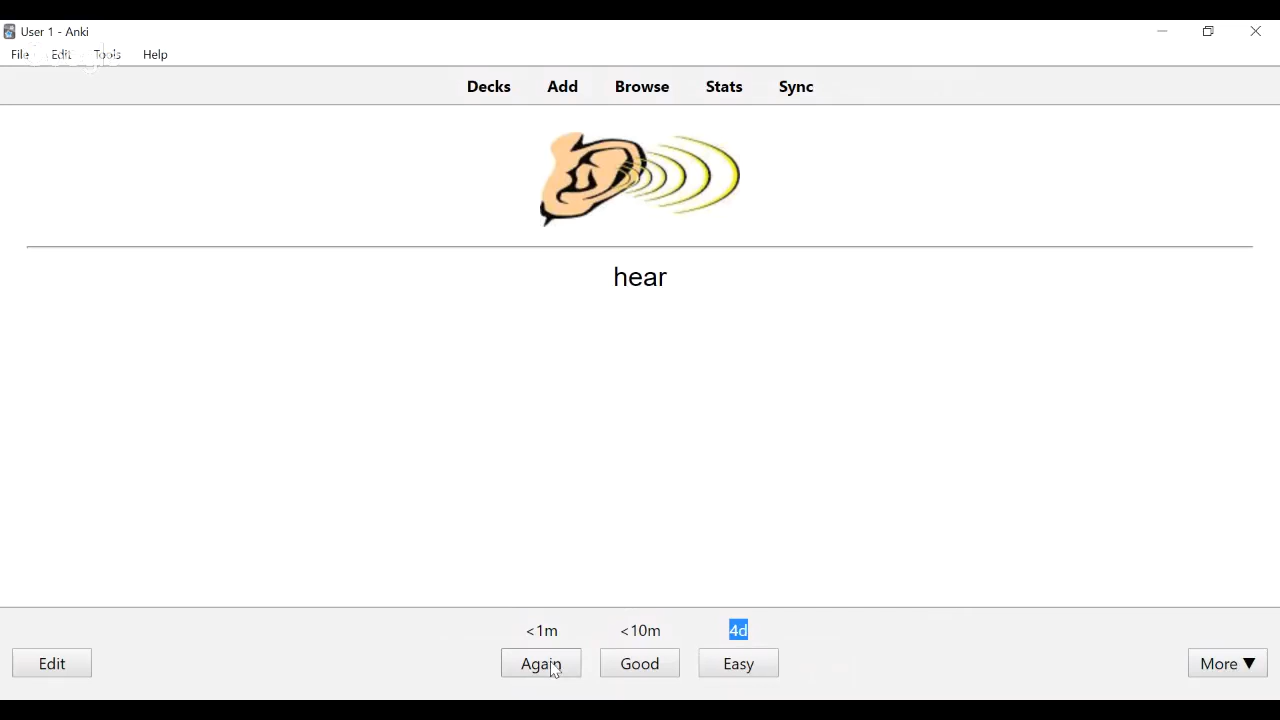 User 1 - Anki
File Edit Tools Help
Decks Add Browse Stats Sync
hear
<1m <10m 4d
Edit Again Good Easy More ▼